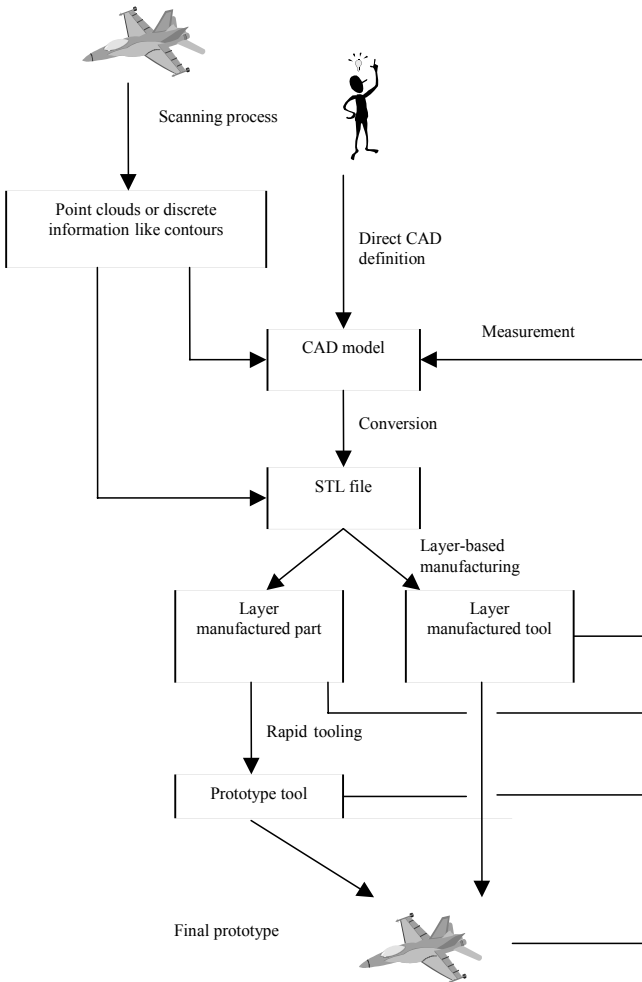 Scanning process
Point clouds or discrete
information like contours
Direct CAD
definition
Measurement
CAD model
Conversion
STL file
Layer-based
manufacturing
Layer
manufactured part
Layer
manufactured tool
Rapid tooling
Prototype tool
Final prototype